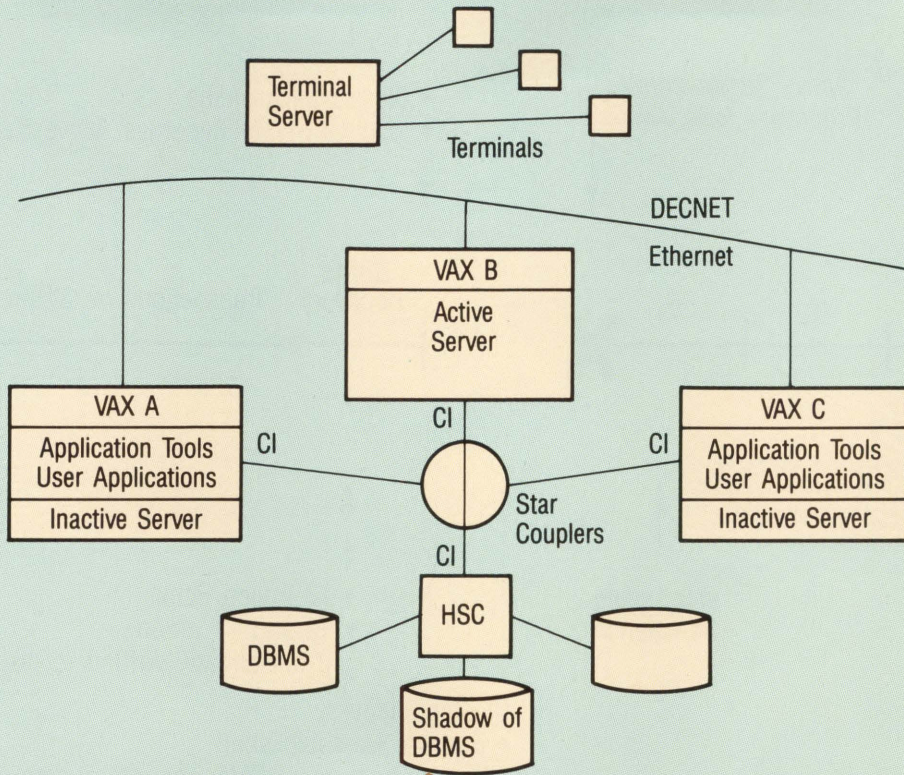 Terminal
Server
Terminals
DECNET
Ethernet
VAX B
Active
Server
VAX A
Application Tools
User Applications
Inactive Server
CI
CI
CI
VAX C
Application Tools
User Applications
Inactive Server
Star
Couplers
CI
HSC
DBMS
Shadow of
DBMS